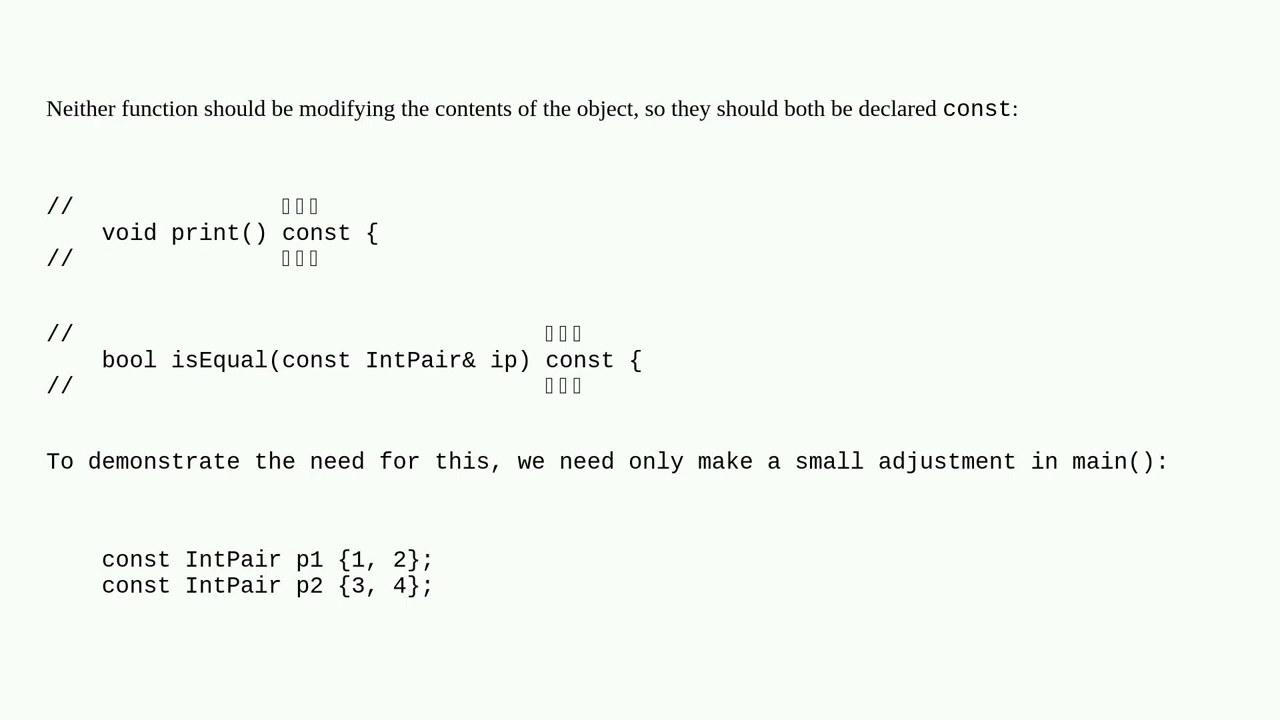 Neither function should be modifying the contents of the object, so they should both be declared const:
//
    void print() const {
//
//
    bool isEqual(const IntPair& ip) const {
//
To demonstrate the need for this, we need only make a small adjustment in main():
    const IntPair p1 {1, 2};
    const IntPair p2 {3, 4};